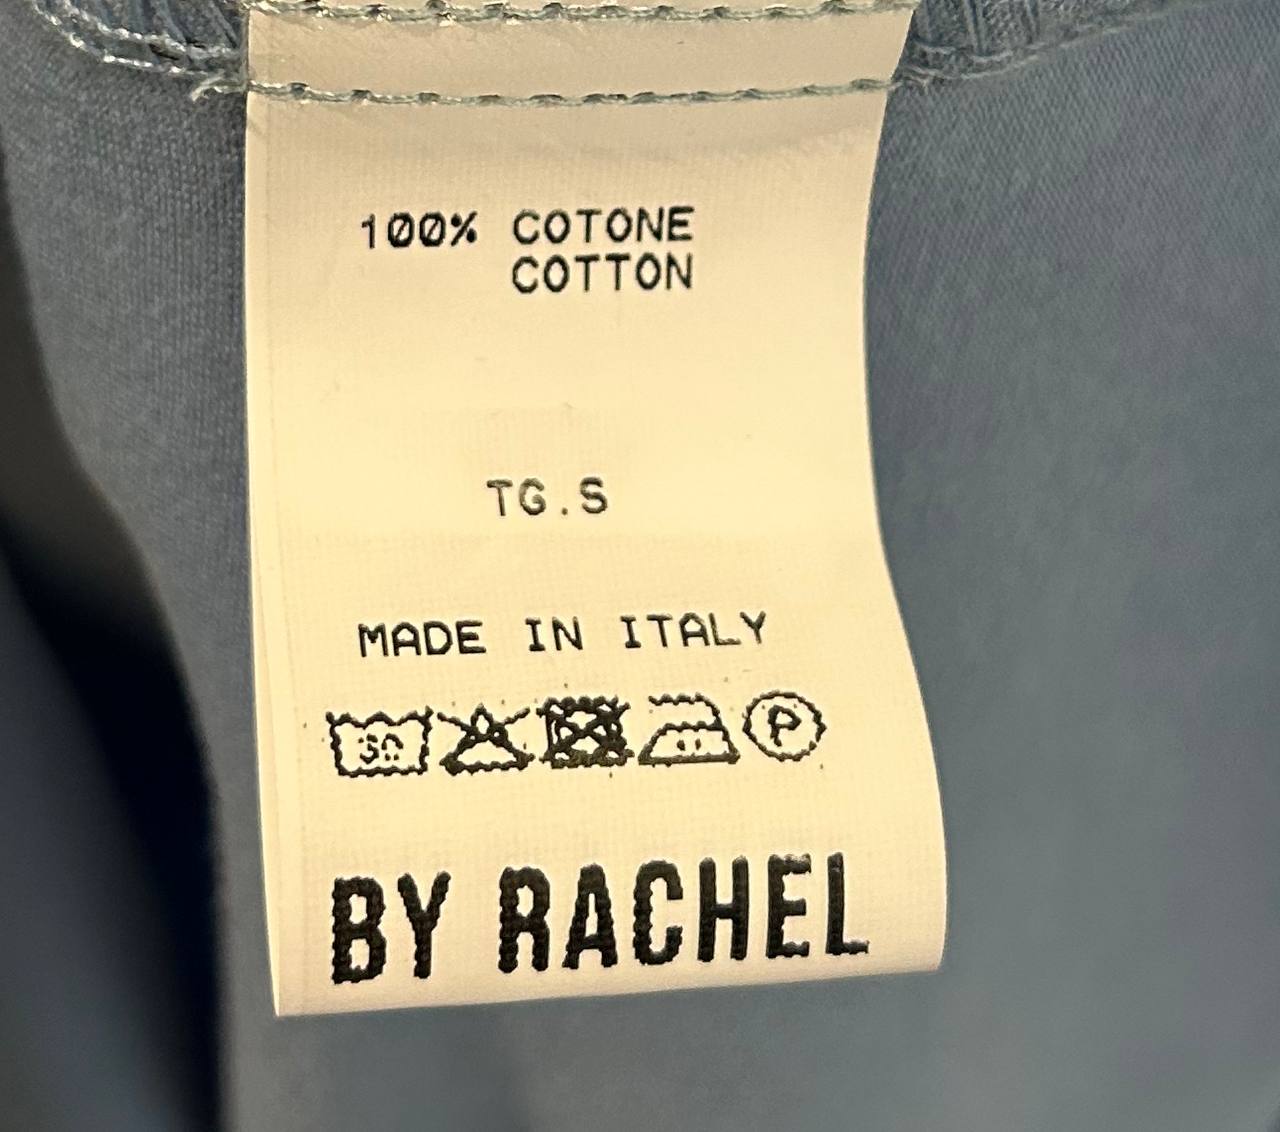 100% COTONE
COTTON
TG.S
MADE IN ITALY
30 P
BY RACHEL